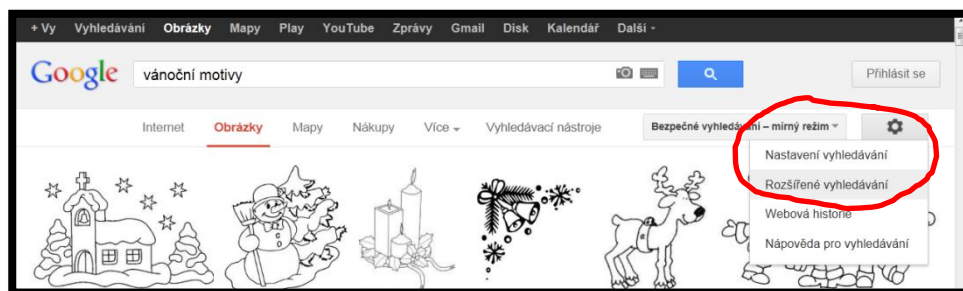 + Vy Vyhledávání Obrázky Mapy Play YouTube Zprávy Gmail Disk Kalendář Další
Google vánoční motivy Přihlásit se
Internet Obrázky Mapy Nákupy Více Vyhledávací nástroje Bezpečné vyhledávání – mírný režim
Nastavení vyhledávání
Rozšířené vyhledávání
Webová historie
Nápověda pro vyhledávání